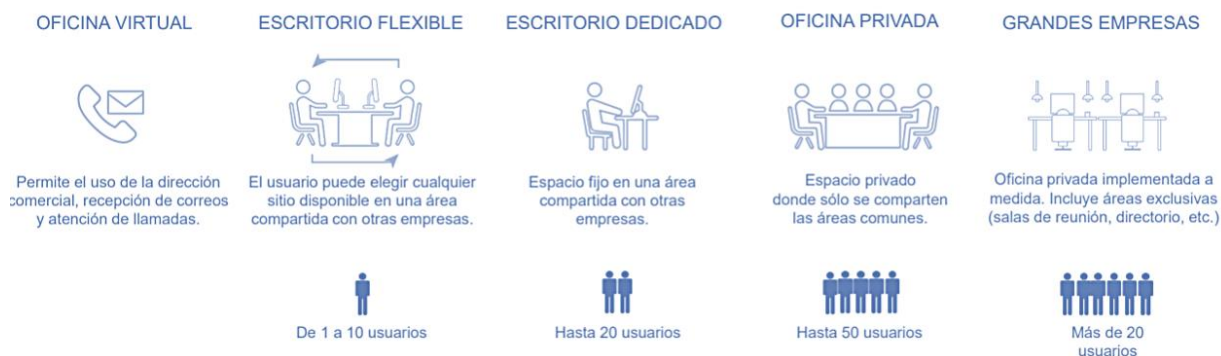 OFICINA VIRTUAL
Permite el uso de la dirección
comercial, recepción de correos
y atención de llamadas.
ESCRITORIO FLEXIBLE
El usuario puede elegir cualquier
sitio disponible en una área
compartida con otras empresas.
De 1 a 10 usuarios
ESCRITORIO DEDICADO
Espacio fijo en una área
compartida con otras
empresas.
Hasta 20 usuarios
OFICINA PRIVADA
Espacio privado
donde sólo se comparten
las áreas comunes.
Hasta 50 usuarios
GRANDES EMPRESAS
Oficina privada implementada a
medida. Incluye áreas exclusivas
(salas de reunión, directorio, etc.)
Más de 20
usuarios